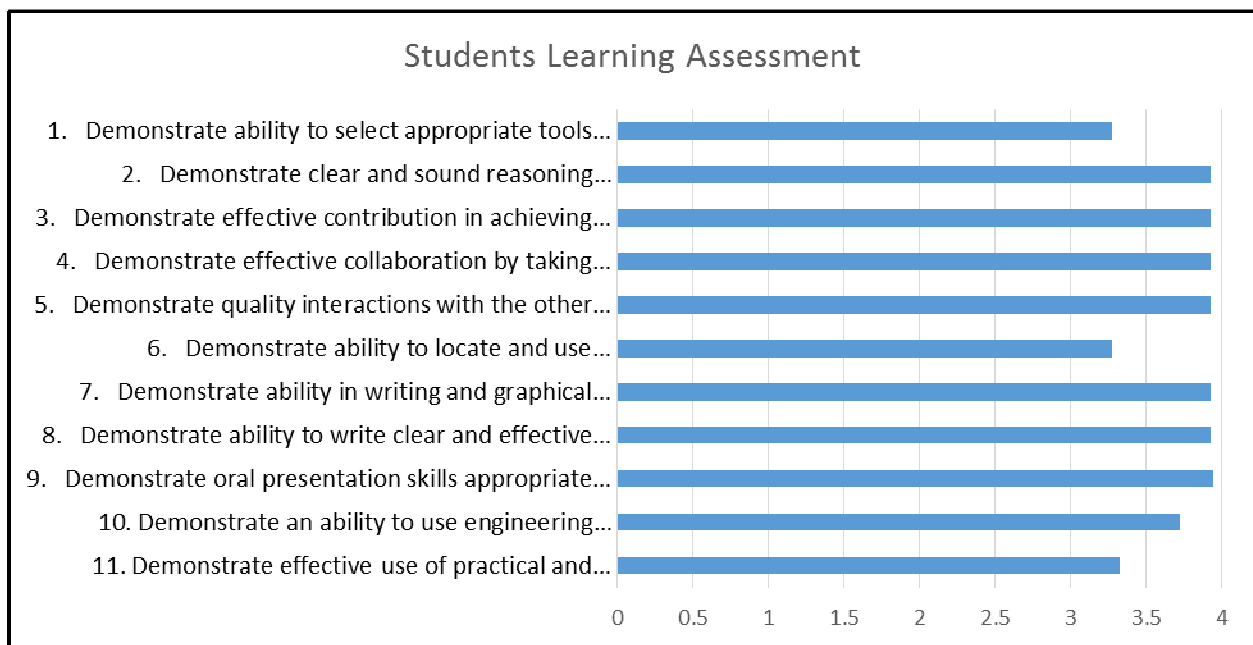 Students Learning Assessment
1. Demonstrate ability to select appropriate tools...
2. Demonstrate clear and sound reasoning...
3. Demonstrate effective contribution in achieving...
4. Demonstrate effective collaboration by taking...
5. Demonstrate quality interactions with the other...
6. Demonstrate ability to locate and use...
7. Demonstrate ability in writing and graphical...
8. Demonstrate ability to write clear and effective...
9. Demonstrate oral presentation skills appropriate...
10. Demonstrate an ability to use engineering...
11. Demonstrate effective use of practical and...
0 0.5 1 1.5 2 2.5 3 3.5 4